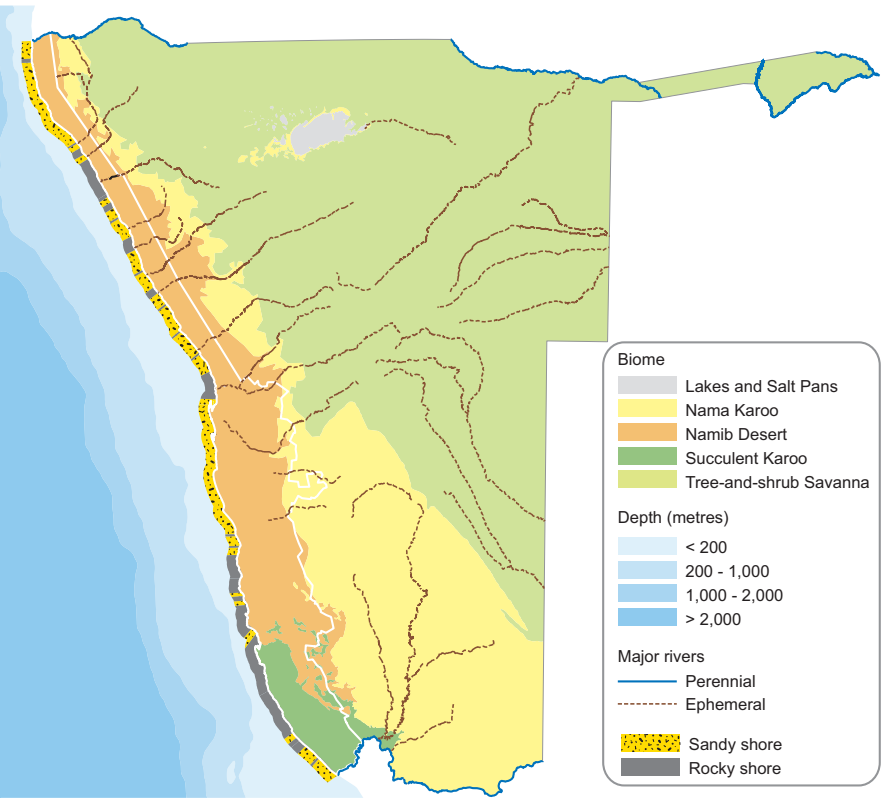 Biome
Lakes and Salt Pans
Nama Karoo
Namib Desert
Succulent Karoo
Tree-and-shrub Savanna
Depth (metres)
< 200
200 - 1,000
1,000 - 2,000
> 2,000
Major rivers
Perennial
Ephemeral
Sandy shore
Rocky shore